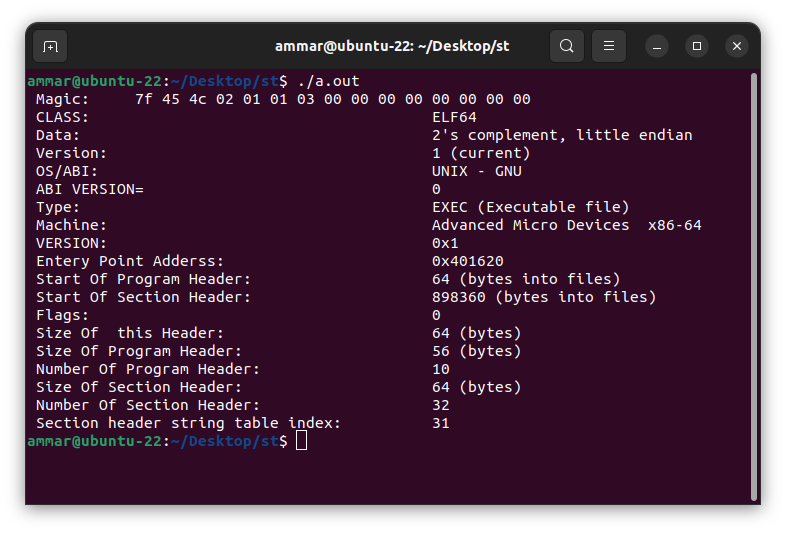 ammar@ubuntu-22: ~/Desktop/st
ammar@ubuntu-22:~/Desktop/st$ ./a.out
Magic: 7f 45 4c 02 01 01 03 00 00 00 00 00 00 00 00
CLASS: ELF64
Data: 2's complement, little endian
Version: 1 (current)
OS/ABI: UNIX - GNU
ABI VERSION= 0
Type: EXEC (Executable file)
Machine: Advanced Micro Devices  x86-64
VERSION: 0x1
Entery Point Adderss: 0x401620
Start Of Program Header: 64 (bytes into files)
Start Of Section Header: 898360 (bytes into files)
Flags: 0
Size Of  this Header: 64 (bytes)
Size Of Program Header: 56 (bytes)
Number Of Program Header: 10
Size Of Section Header: 64 (bytes)
Number Of Section Header: 32
Section header string table index: 31
ammar@ubuntu-22:~/Desktop/st$